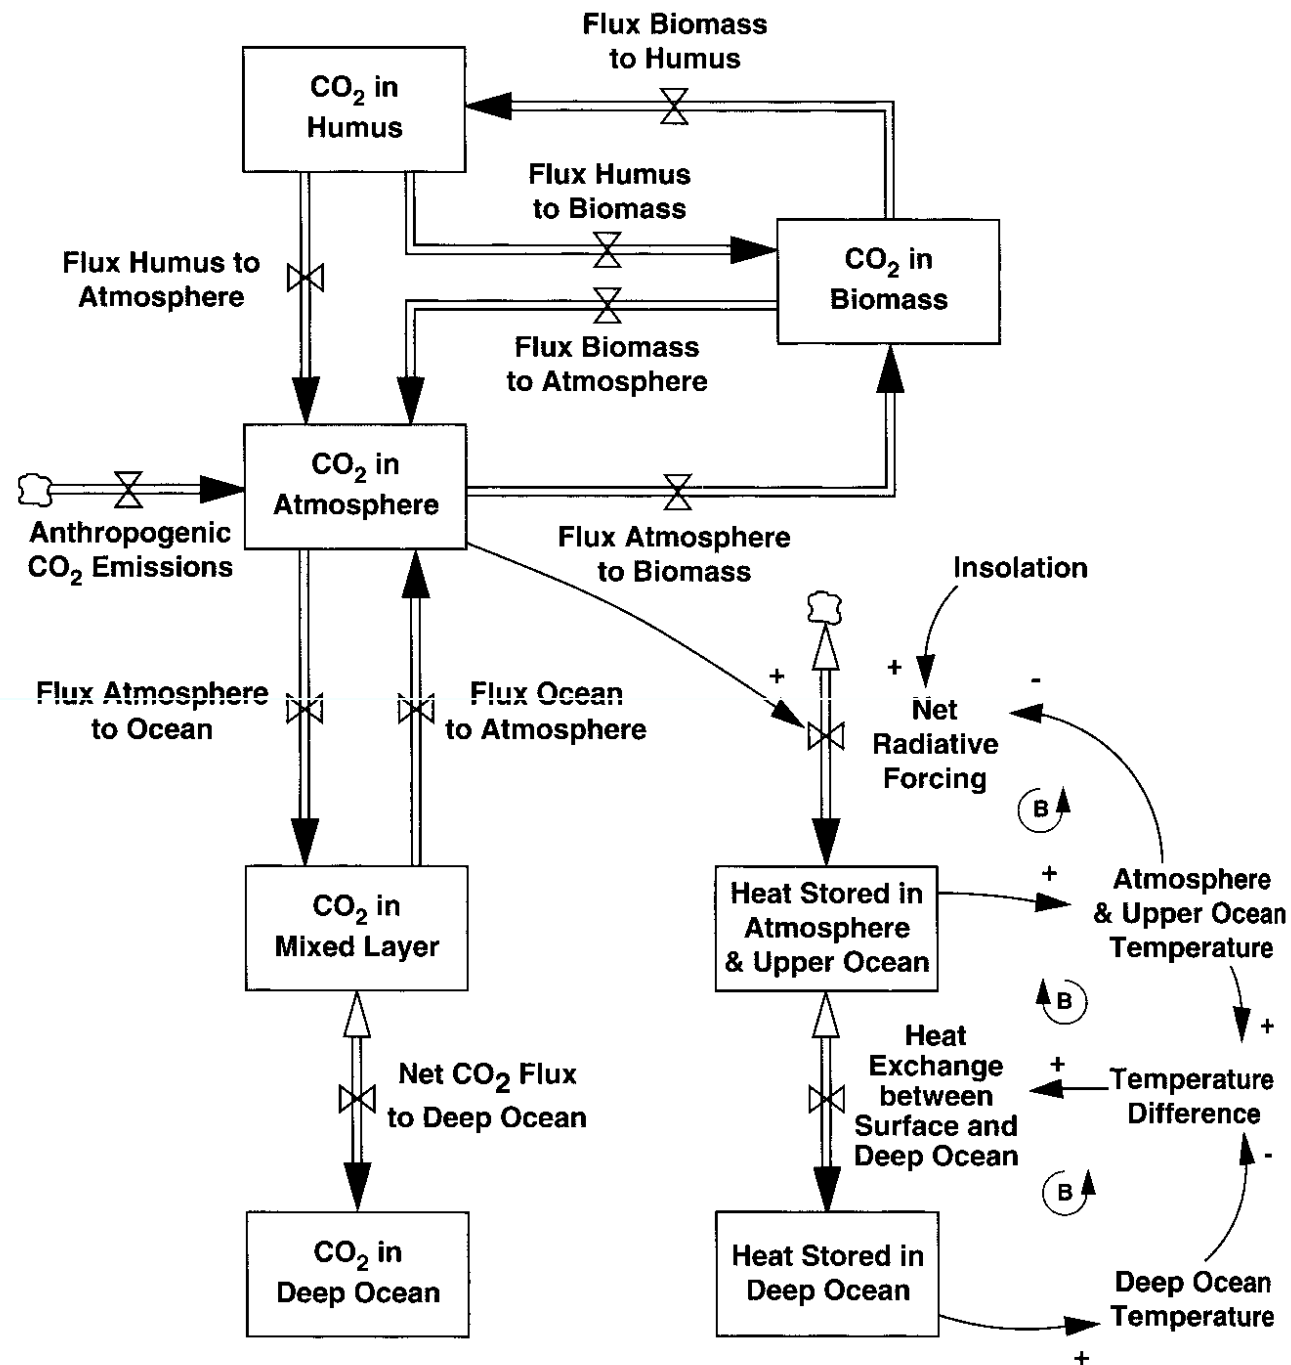 Flux Biomass
to Humus
CO₂ in
Humus
Flux Humus
to Biomass
Flux Humus to
Atmosphere
CO₂ in
Biomass
Flux Biomass
to Atmosphere
CO₂ in
Atmosphere
Anthropogenic
CO₂ Emissions
Flux Atmosphere
to Biomass
Insolation
+
+
-
Flux Atmosphere
to Ocean
Flux Ocean
to Atmosphere
Net
Radiative
Forcing
B
+
CO₂ in
Mixed Layer
Heat Stored in
Atmosphere
& Upper Ocean
Atmosphere
& Upper Ocean
Temperature
B
+
Net CO₂ Flux
to Deep Ocean
Heat
Exchange
between
Surface and
Deep Ocean
+
Temperature
Difference
-
B
CO₂ in
Deep Ocean
Heat Stored in
Deep Ocean
Deep Ocean
Temperature
+